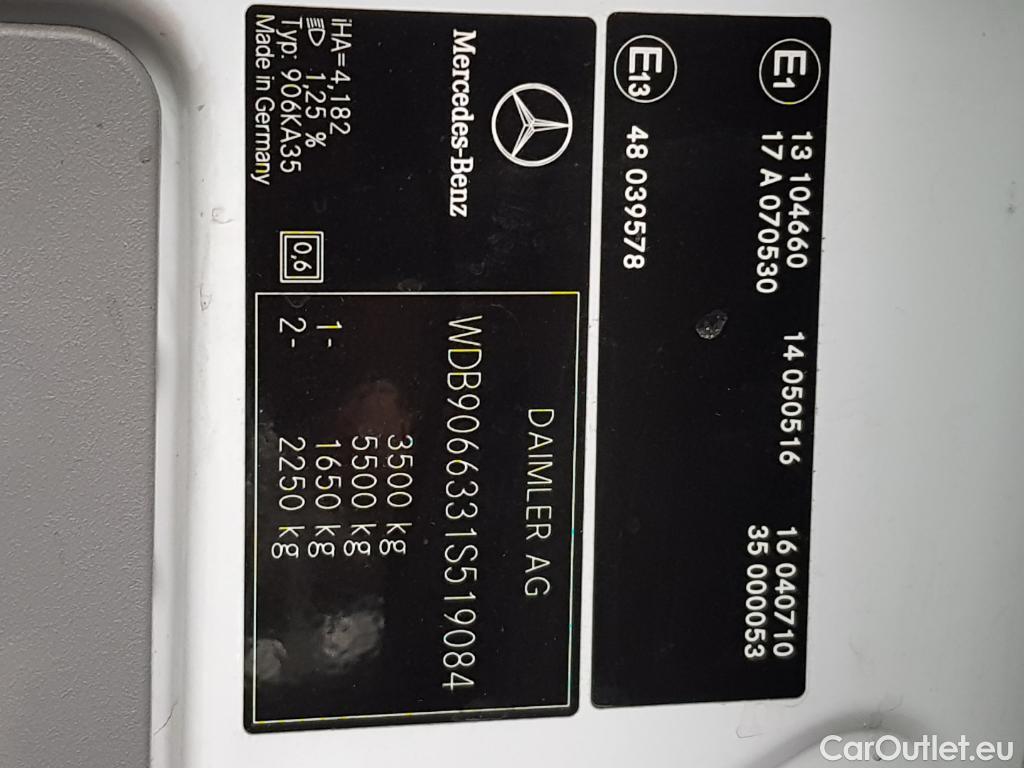 E1 13 104660 14 050516 16 040710
17 A 070530 35 000053
E13 48 039578
Mercedes-Benz
iHA=4,182
1,25 %
Typ: 906KA35
Made in Germany
0,6
DAIMLER AG
WDB9066331S519084
3500 kg
5500 kg
1- 1650 kg
2- 2250 kg
CarOutlet.eu